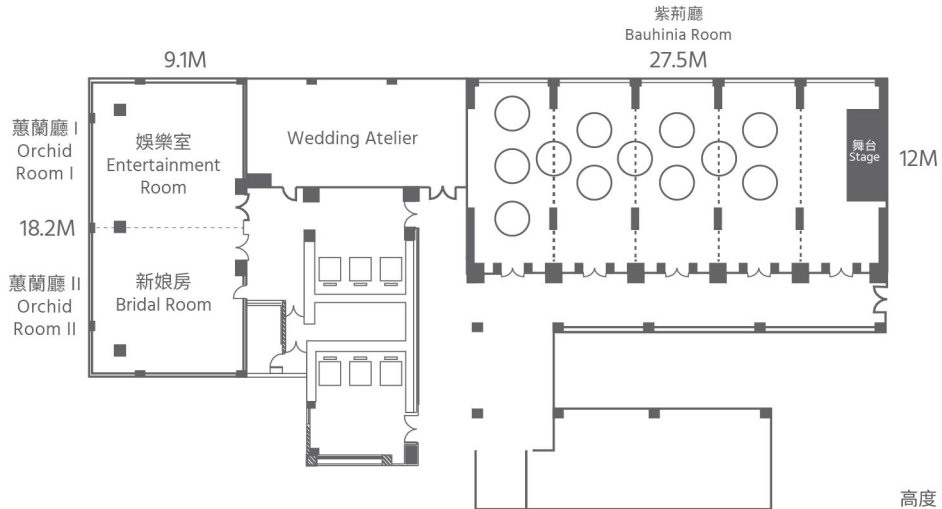 紫荊廳
Bauhinia Room
9.1M
27.5M
蕙蘭廳 I
Orchid
Room I
娛樂室
Entertainment
Room
Wedding Atelier
舞台
Stage
12M
18.2M
蕙蘭廳 II
Orchid
Room II
新娘房
Bridal Room
高度